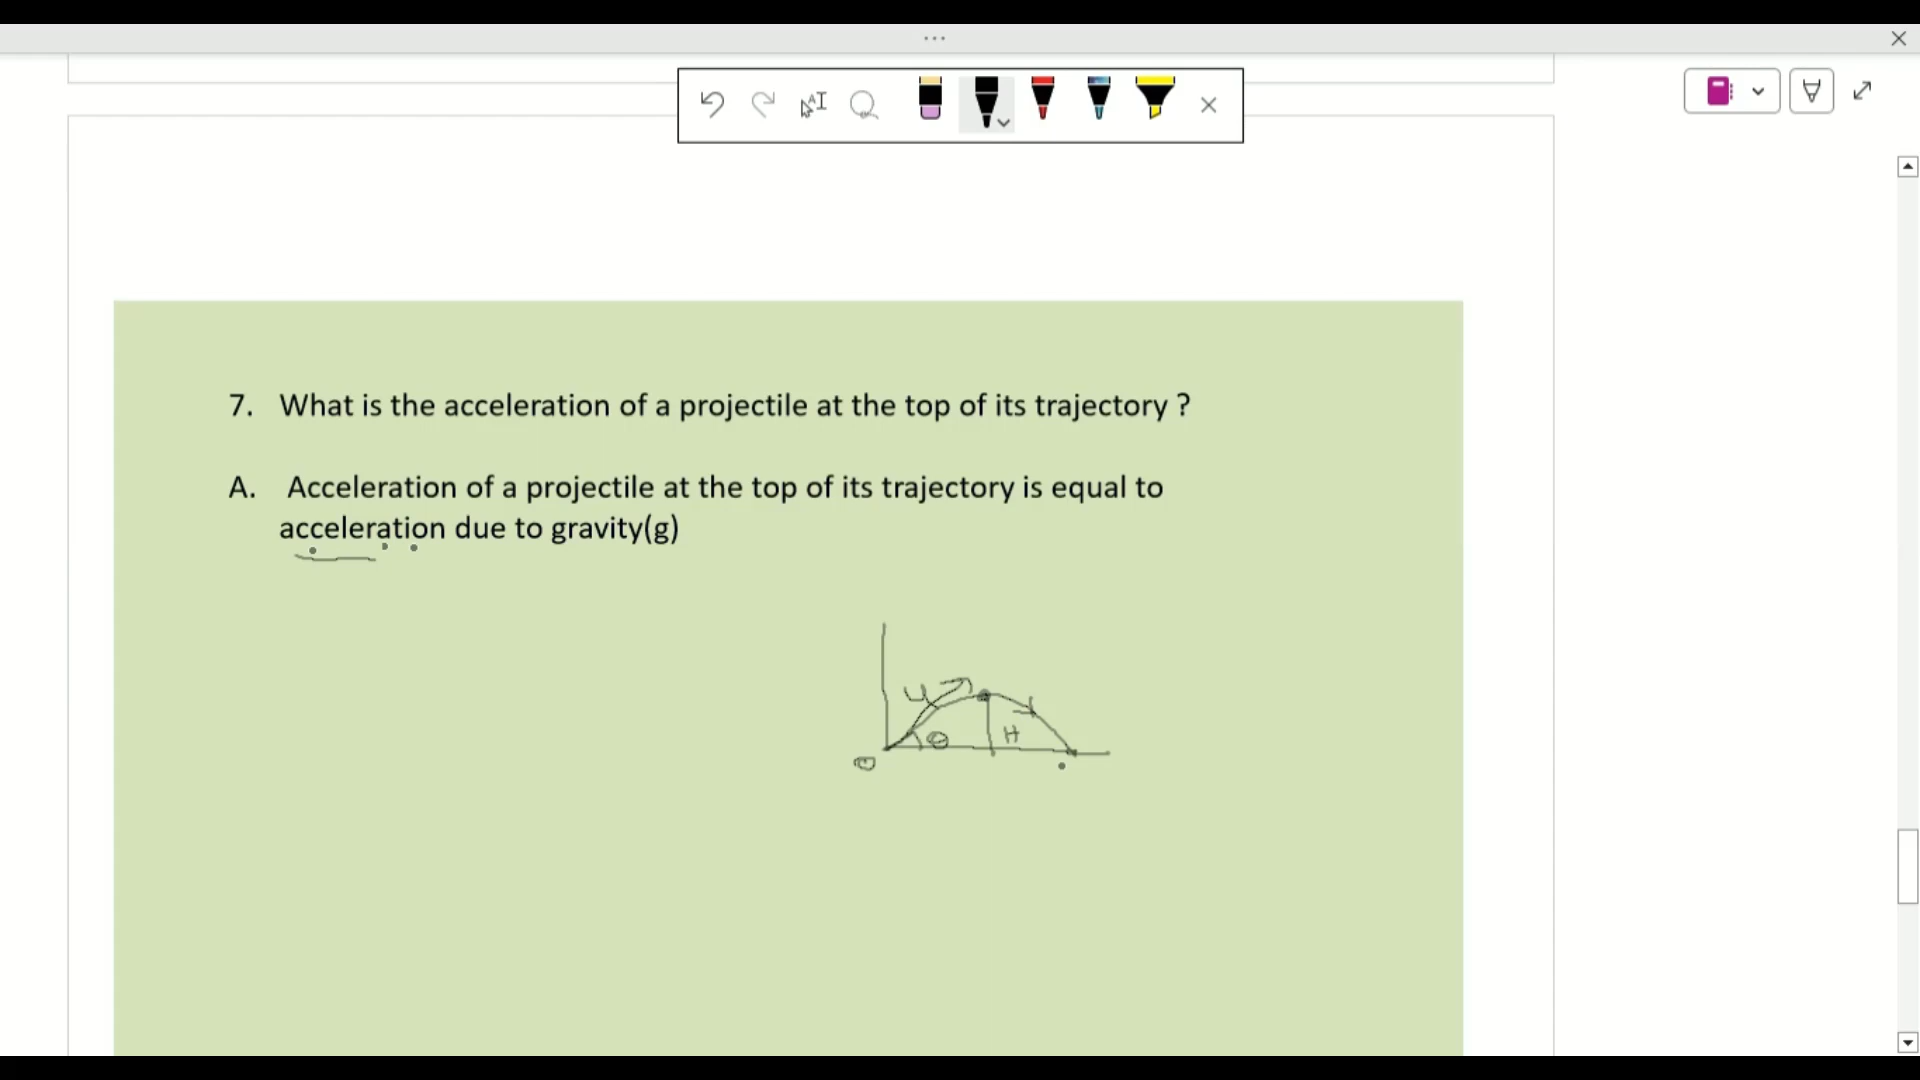 7. What is the acceleration of a projectile at the top of its trajectory ?
A. Acceleration of a projectile at the top of its trajectory is equal to
acceleration due to gravity(g)
u
θ
H
O